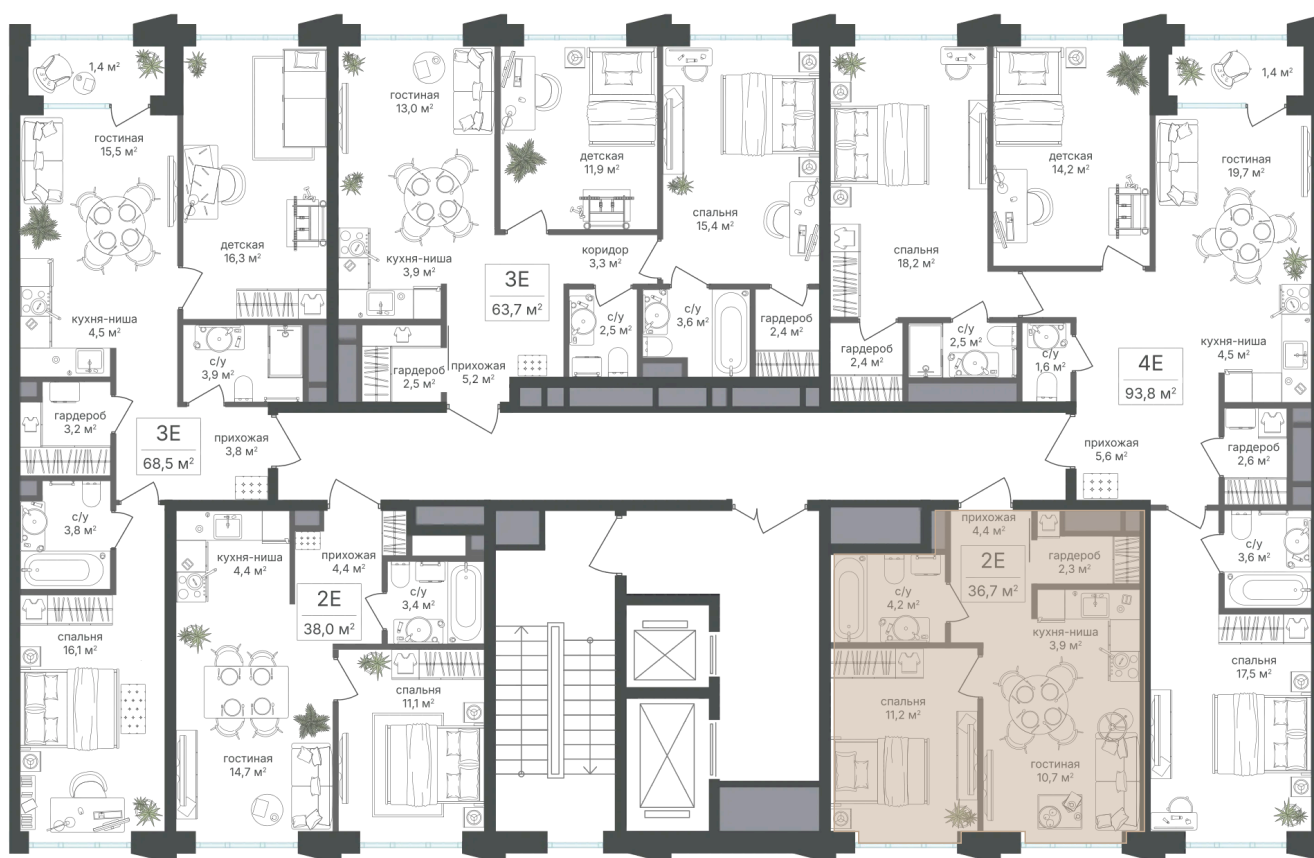 1,4 м²
гостиная
15,5 м²
детская
16,3 м²
кухня-ниша
4,5 м²
с/у
3,9 м²
гардероб
3,2 м²
3Е
68,5 м²
прихожая
3,8 м²
с/у
3,8 м²
спальня
16,1 м²
гостиная
13,0 м²
детская
11,9 м²
спальня
15,4 м²
кухня-ниша
3,9 м²
коридор
3,3 м²
3Е
63,7 м²
с/у
2,5 м²
с/у
3,6 м²
гардероб
2,4 м²
гардероб
2,5 м²
прихожая
5,2 м²
спальня
18,2 м²
детская
14,2 м²
1,4 м²
гостиная
19,7 м²
гардероб
2,4 м²
с/у
2,5 м²
с/у
1,6 м²
4Е
93,8 м²
кухня-ниша
4,5 м²
прихожая
5,6 м²
гардероб
2,6 м²
с/у
3,6 м²
спальня
17,5 м²
кухня-ниша
4,4 м²
прихожая
4,4 м²
2Е
38,0 м²
с/у
3,4 м²
спальня
11,1 м²
гостиная
14,7 м²
прихожая
4,4 м²
2Е
36,7 м²
гардероб
2,3 м²
с/у
4,2 м²
кухня-ниша
3,9 м²
спальня
11,2 м²
гостиная
10,7 м²